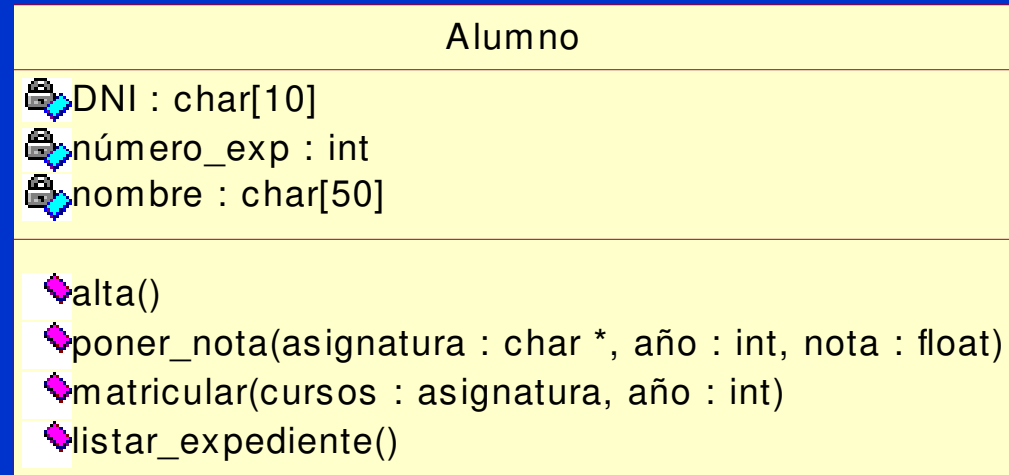 Alumno
DNI : char[10]
número_exp : int
nombre : char[50]
alta()
poner_nota(asignatura : char *, año : int, nota : float)
matricular(cursos : asignatura, año : int)
listar_expediente()